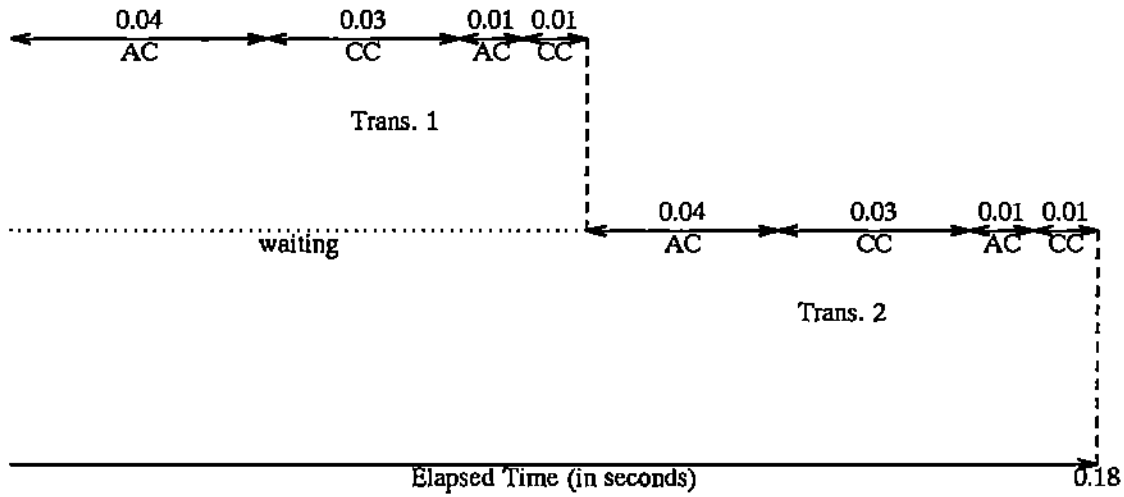 0.04 0.03 0.01 0.01
AC CC AC CC
Trans. 1
0.04 0.03 0.01 0.01
waiting AC CC AC CC
Trans. 2
Elapsed Time (in seconds) 0.18